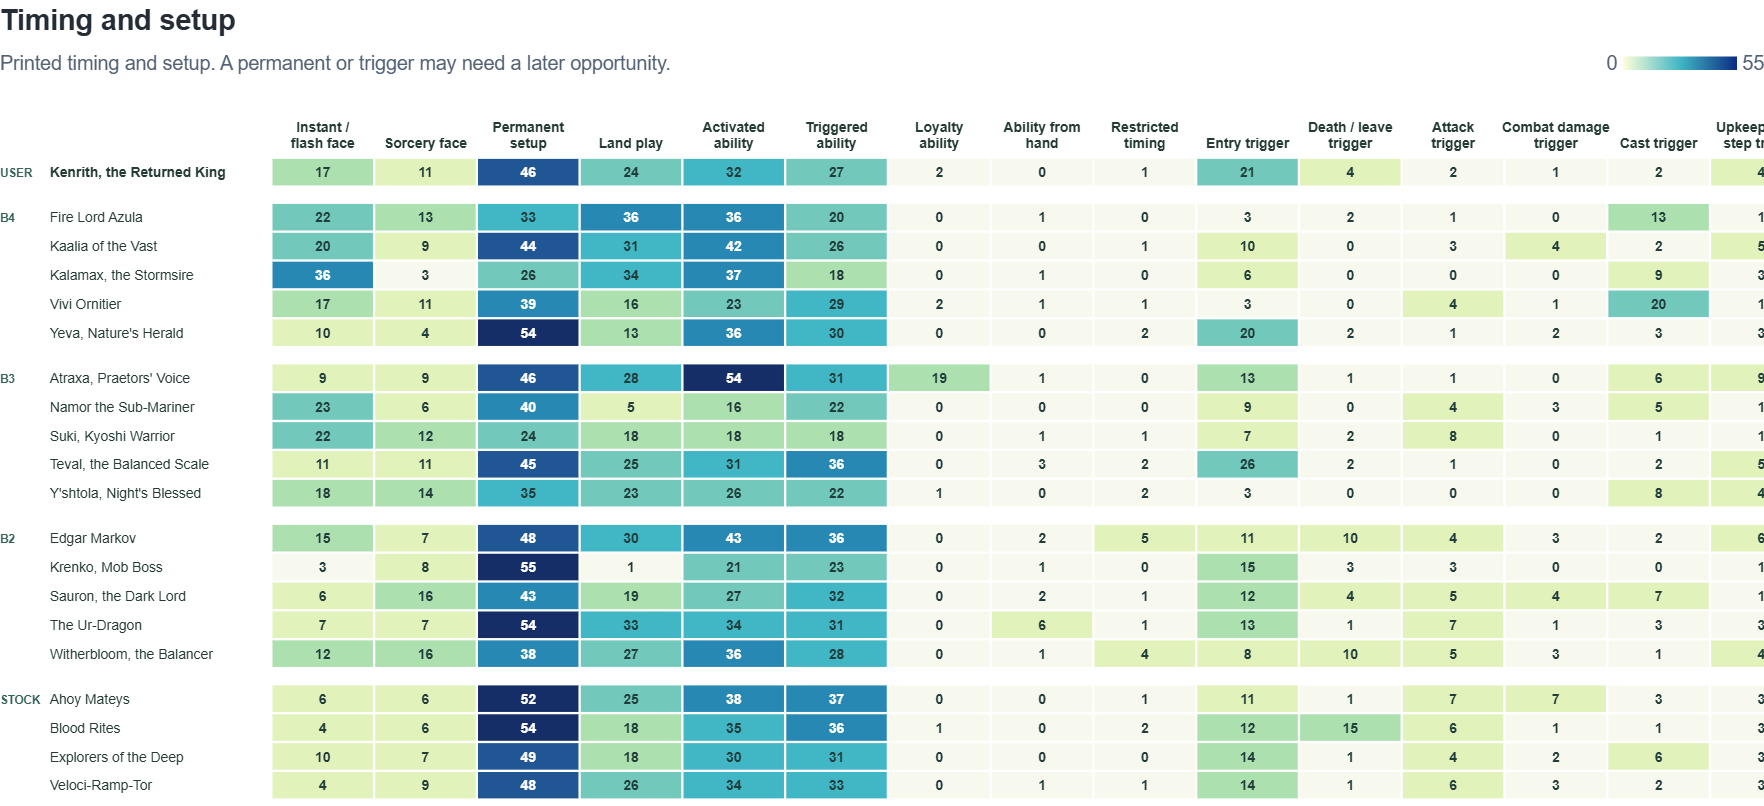 Timing and setup
Printed timing and setup. A permanent or trigger may need a later opportunity.
0 55
Instant / flash face Sorcery face Permanent setup Land play Activated ability Triggered ability Loyalty ability Ability from hand Restricted timing Entry trigger Death / leave trigger Attack trigger Combat damage trigger Cast trigger Upkeep step tr
USER Kenrith, the Returned King 17 11 46 24 32 27 2 0 1 21 4 2 1 2 4
B4 Fire Lord Azula 22 13 33 36 36 20 0 1 0 3 2 1 0 13 1
Kaalia of the Vast 20 9 44 31 42 26 0 0 1 10 0 3 4 2 5
Kalamax, the Stormsire 36 3 26 34 37 18 0 1 0 6 0 0 0 9 3
Vivi Ornitier 17 11 39 16 23 29 2 1 1 3 0 4 1 20 1
Yeva, Nature's Herald 10 4 54 13 36 30 0 0 2 20 2 1 2 3 3
B3 Atraxa, Praetors' Voice 9 9 46 28 54 31 19 1 0 13 1 1 0 6 9
Namor the Sub-Mariner 23 6 40 5 16 22 0 0 0 9 0 4 3 5 1
Suki, Kyoshi Warrior 22 12 24 18 18 18 0 1 1 7 2 8 0 1 1
Teval, the Balanced Scale 11 11 45 25 31 36 0 3 2 26 2 1 0 2 5
Y'shtola, Night's Blessed 18 14 35 23 26 22 1 0 2 3 0 0 0 8 4
B2 Edgar Markov 15 7 48 30 43 36 0 2 5 11 10 4 3 2 6
Krenko, Mob Boss 3 8 55 1 21 23 0 1 0 15 3 3 0 0 1
Sauron, the Dark Lord 6 16 43 19 27 32 0 2 1 12 4 5 4 7 1
The Ur-Dragon 7 7 54 33 34 31 0 6 1 13 1 7 1 3 3
Witherbloom, the Balancer 12 16 38 27 36 28 0 1 4 8 10 5 3 1 4
STOCK Ahoy Mateys 6 6 52 25 38 37 0 0 1 11 1 7 7 3 3
Blood Rites 4 6 54 18 35 36 1 0 2 12 15 6 1 1 3
Explorers of the Deep 10 7 49 18 30 31 0 0 0 14 1 4 2 6 3
Veloci-Ramp-Tor 4 9 48 26 34 33 0 1 1 14 1 6 3 2 3